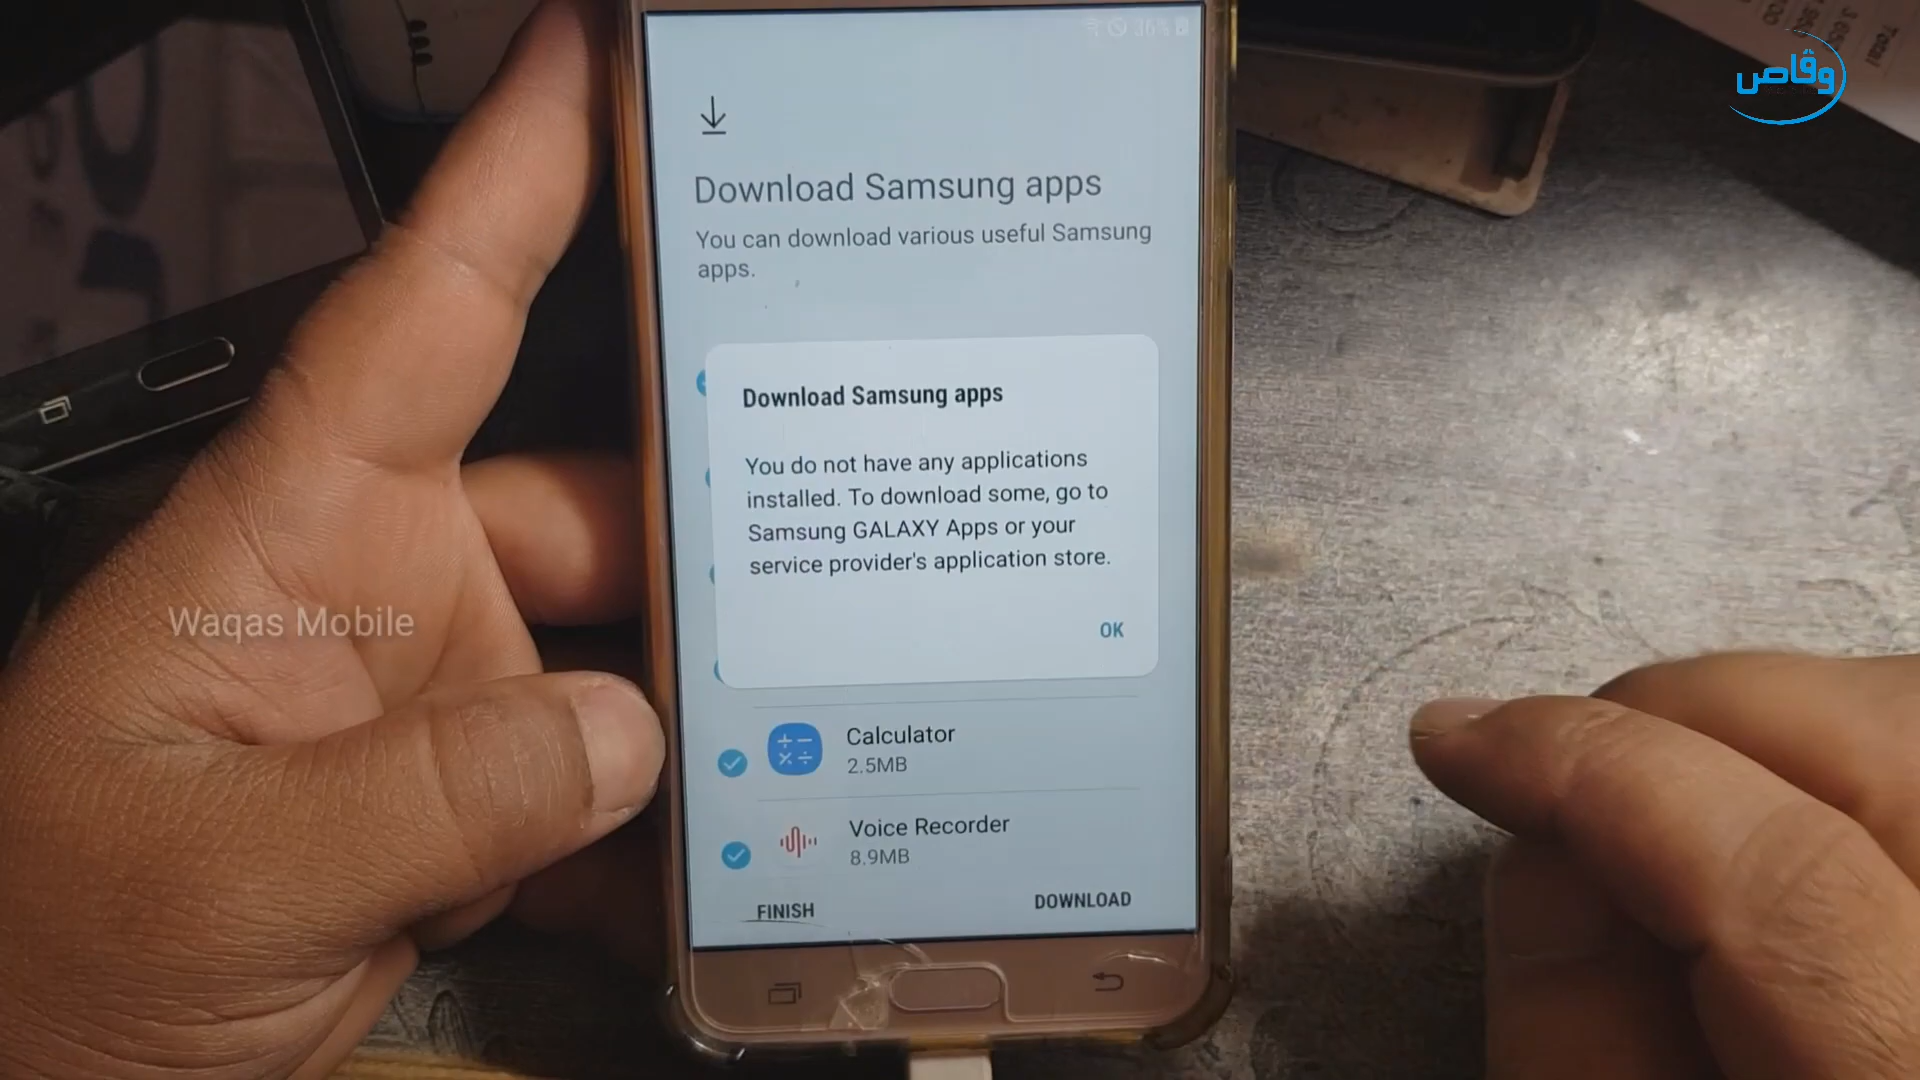 36%
Total
وقاص
Download Samsung apps
You can download various useful Samsung
apps.
Download Samsung apps
You do not have any applications
installed. To download some, go to
Samsung GALAXY Apps or your
service provider's application store.
OK
Waqas Mobile
Calculator
2.5MB
Voice Recorder
8.9MB
FINISH
DOWNLOAD